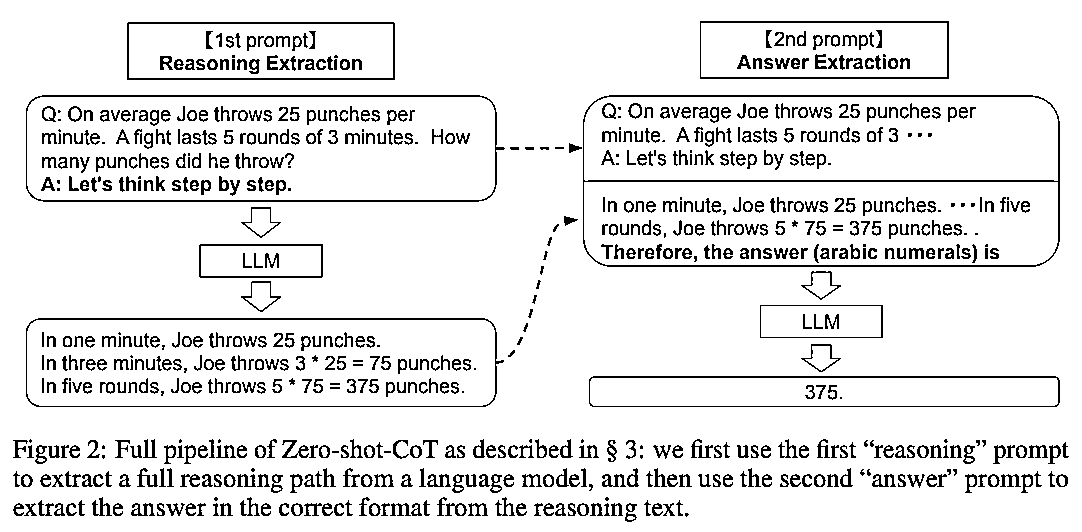 【1st prompt】
Reasoning Extraction
Q: On average Joe throws 25 punches per
minute. A fight lasts 5 rounds of 3 minutes. How
many punches did he throw?
A: Let's think step by step.
LLM
In one minute, Joe throws 25 punches.
In three minutes, Joe throws 3 * 25 = 75 punches.
In five rounds, Joe throws 5 * 75 = 375 punches.
【2nd prompt】
Answer Extraction
Q: On average Joe throws 25 punches per
minute. A fight lasts 5 rounds of 3 ···
A: Let's think step by step.
In one minute, Joe throws 25 punches. ···In five
rounds, Joe throws 5 * 75 = 375 punches. .
Therefore, the answer (arabic numerals) is
LLM
375.
Figure 2: Full pipeline of Zero-shot-CoT as described in § 3: we first use the first “reasoning” prompt
to extract a full reasoning path from a language model, and then use the second “answer” prompt to
extract the answer in the correct format from the reasoning text.